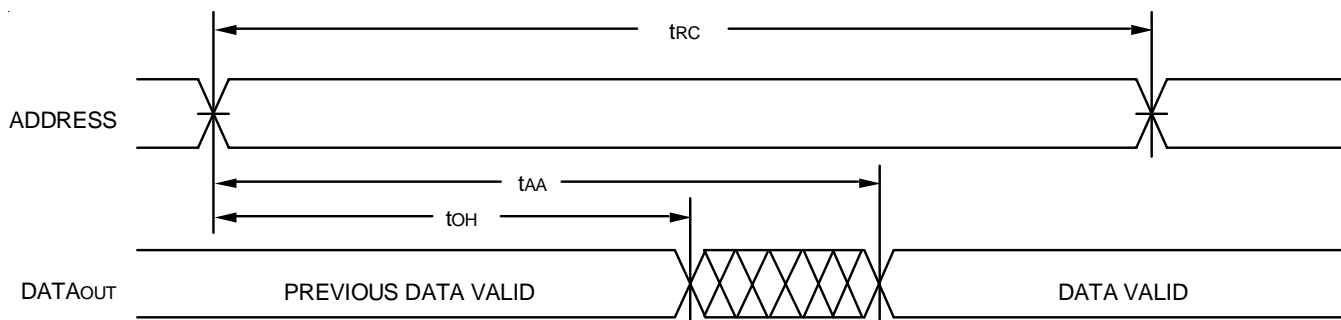 tRC
ADDRESS
tAA
tOH
DATAOUT
PREVIOUS DATA VALID
DATA VALID